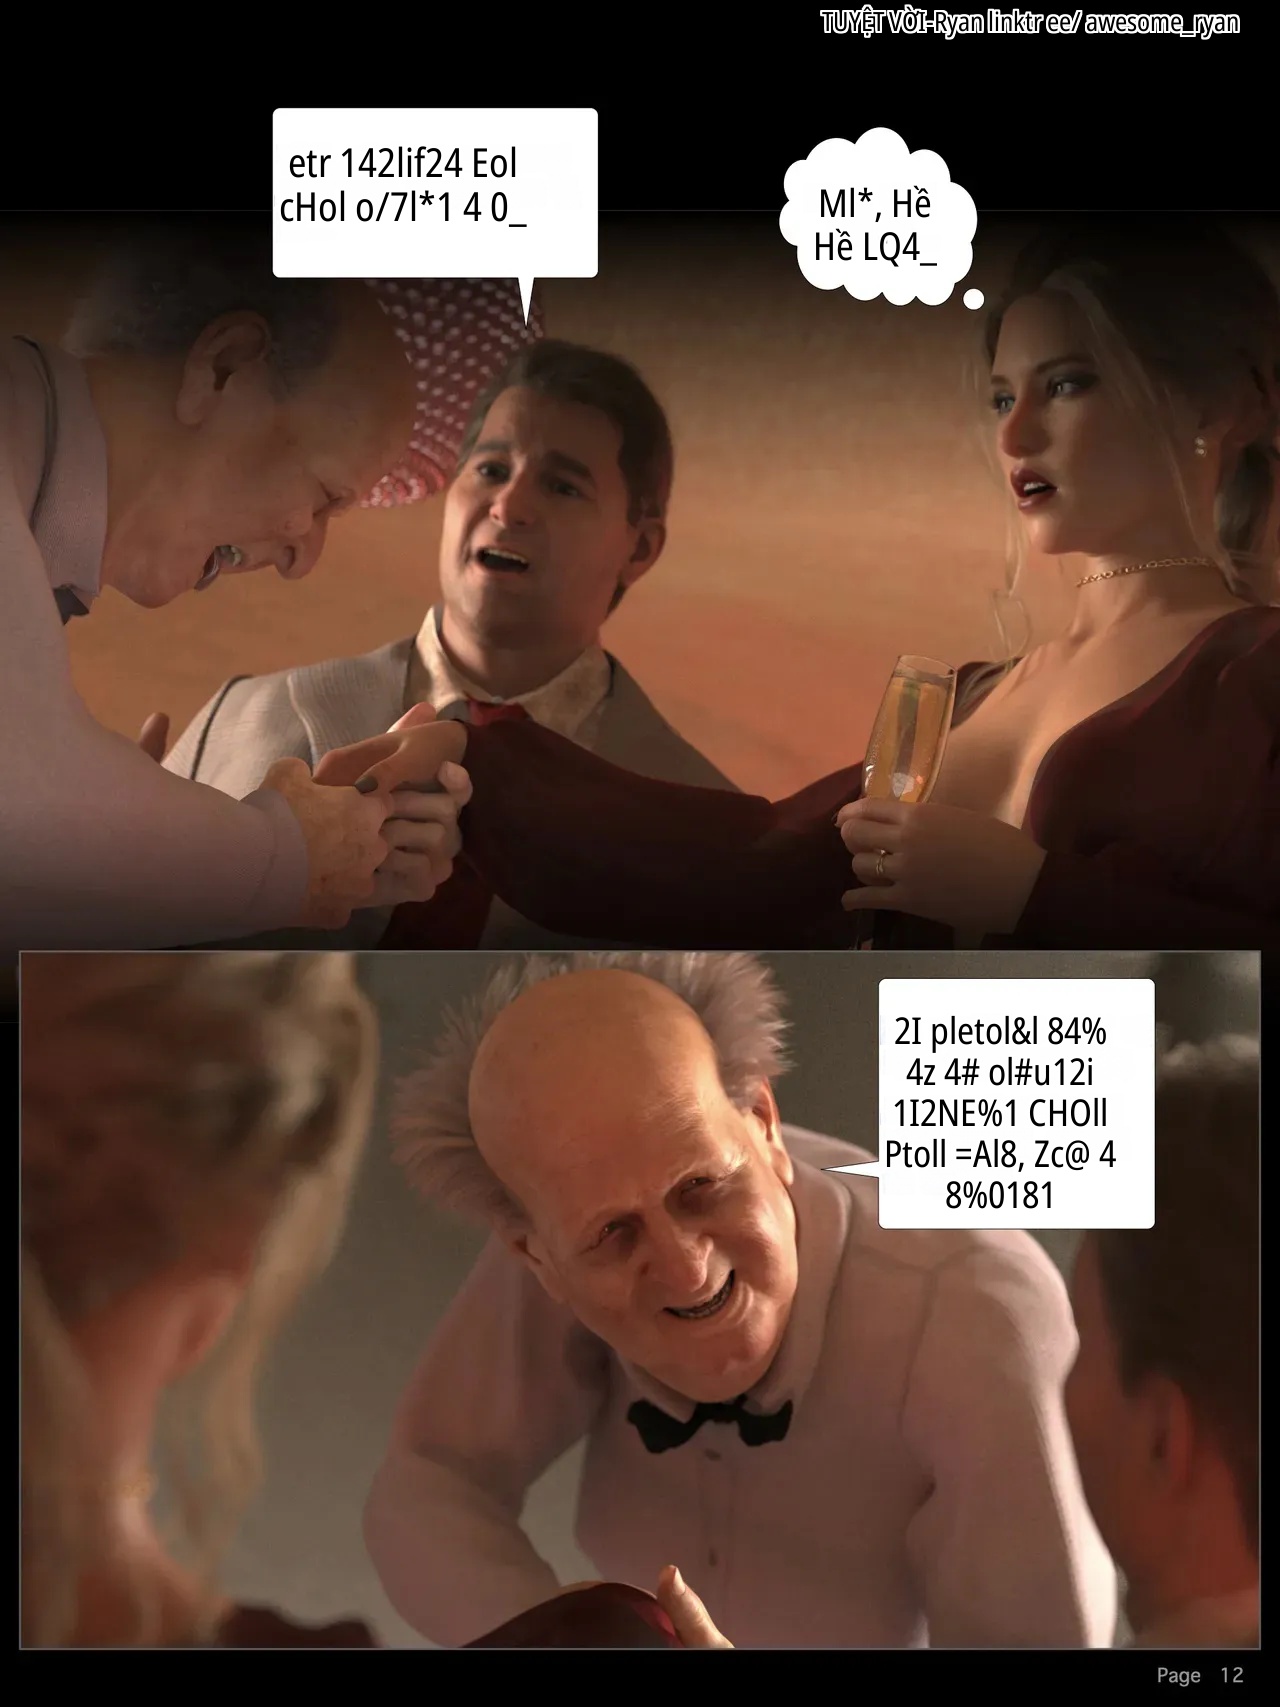 TUYỆT VỜI-Ryan linktr ee/ awesome_ryan
etr 142lif24 Eol
cHol o/7l*1 4 0_
Ml*, Hề
Hề LQ4_
2I pletol&l 84%
4z 4# ol#u12i
1I2NE%1 CHOll
Ptoll =Al8, Zc@ 4
8%0181
Page 12